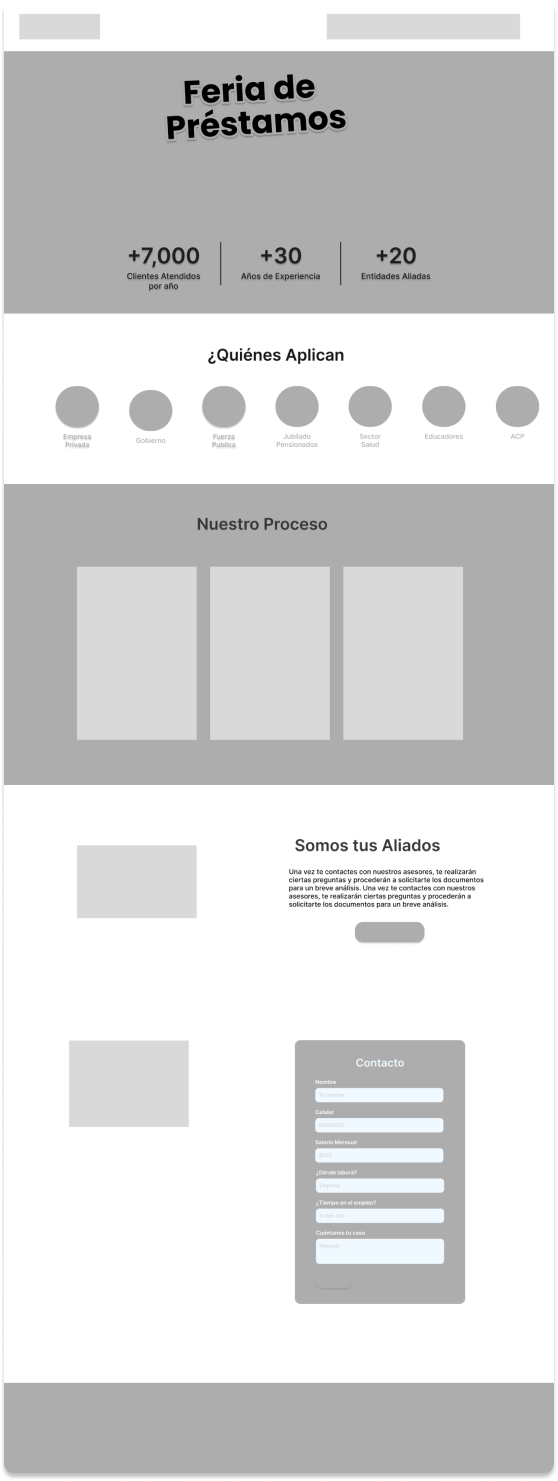 Feria de
Préstamos
+7,000
Clientes Atendidos
por año
+30
Años de Experiencia
+20
Entidades Aliadas
¿Quiénes Aplican
Empresa
Privada
Gobierno
Fuerza
Publica
Jubilado
Pensionados
Sector
Salud
Educadores
ACP
Nuestro Proceso
Somos tus Aliados
Una vez te contactes con nuestros asesores, te realizarán
ciertas preguntas y procederán a solicitarte los documentos
para un breve análisis. Una vez te contactes con nuestros
asesores, te realizarán ciertas preguntas y procederán a
solicitarte los documentos para un breve análisis.
Contacto
Nombre
Tu nombre
Celular
Salario Mensual
¿Dónde labora?
Empresa
¿Tiempo en el empleo?
Cuéntanos tu caso
Mensaje